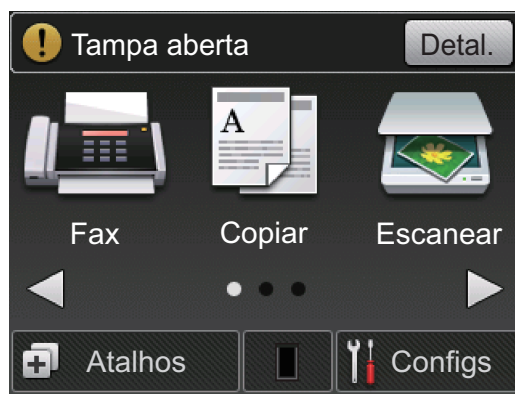 Tampa aberta Detal.
A
Fax Copiar Escanear
Atalhos Configs